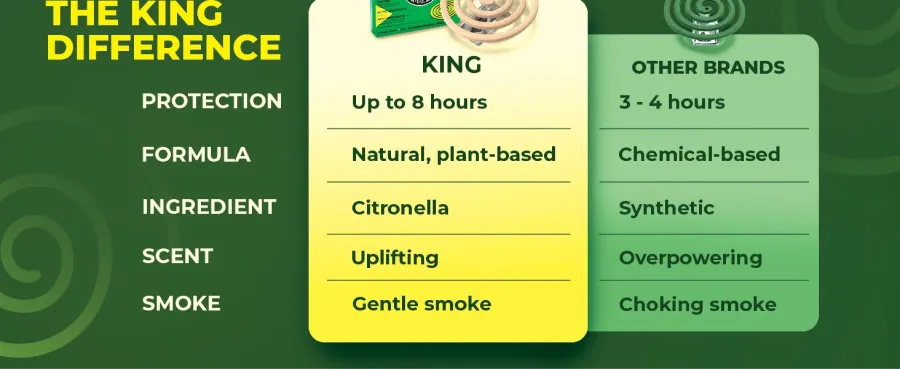 THE KING
DIFFERENCE
KING
OTHER BRANDS
PROTECTION
Up to 8 hours
3 - 4 hours
FORMULA
Natural, plant-based
Chemical-based
INGREDIENT
Citronella
Synthetic
SCENT
Uplifting
Overpowering
SMOKE
Gentle smoke
Choking smoke